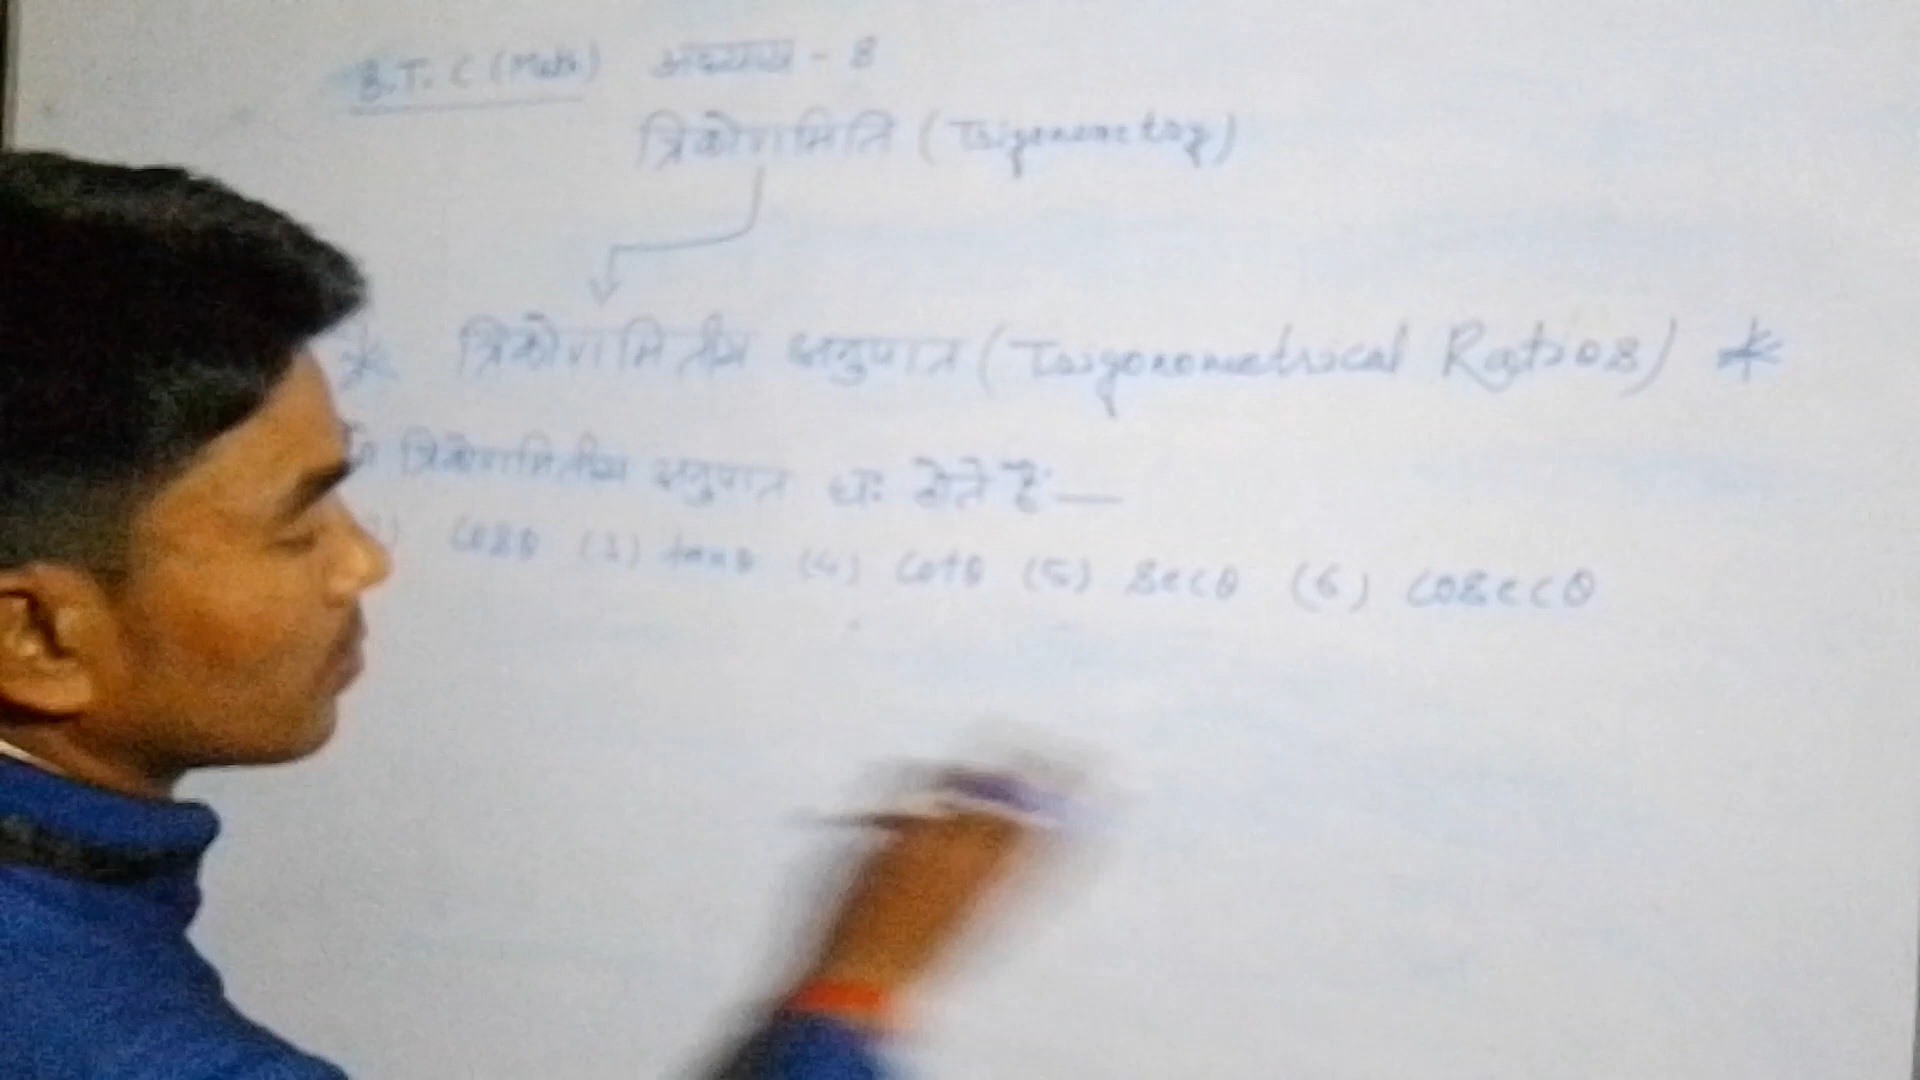 B.T.C (Math) अध्याय - 8
त्रिकोणमिति (Trigonometry)
* त्रिकोणमितीय अनुपात (Trigonometrical Ratios) *
त्रिकोणमितीय अनुपात छः होते हैं —
cosθ (3) tanθ (4) cotθ (5) secθ (6) cosecθ